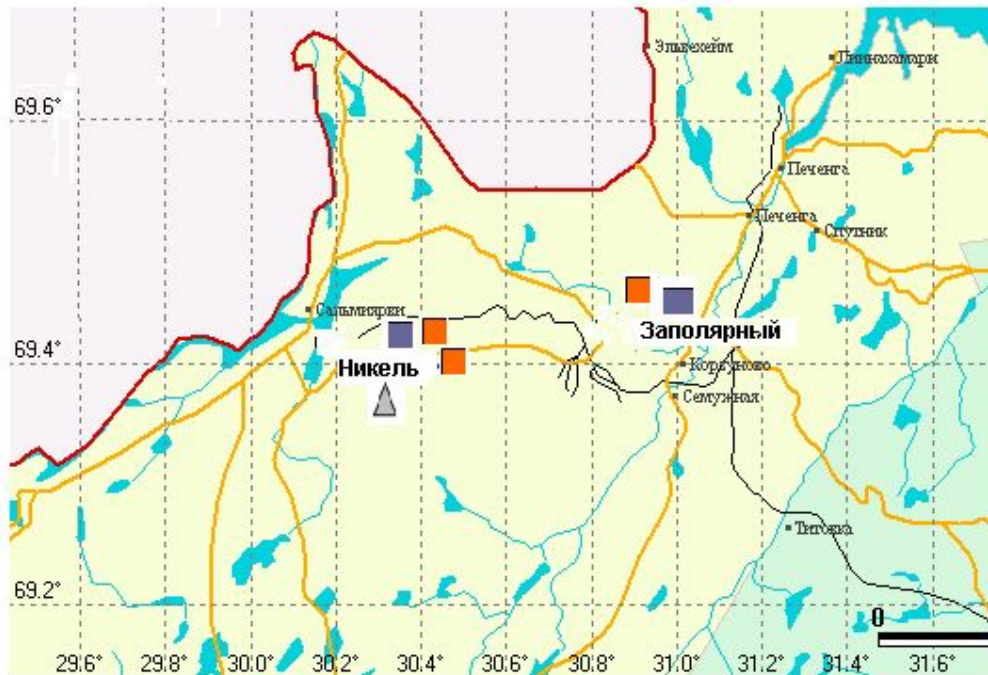 Эльвехейм
Лиинахамари
69.6°
Печенга
Печенга
Спутник
Сальмиярви
Заполярный
69.4°
Никель
Корзуново
Семужная
Титовка
69.2°
0
29.6° 29.8° 30.0° 30.2° 30.4° 30.6° 30.8° 31.0° 31.2° 31.4° 31.6°